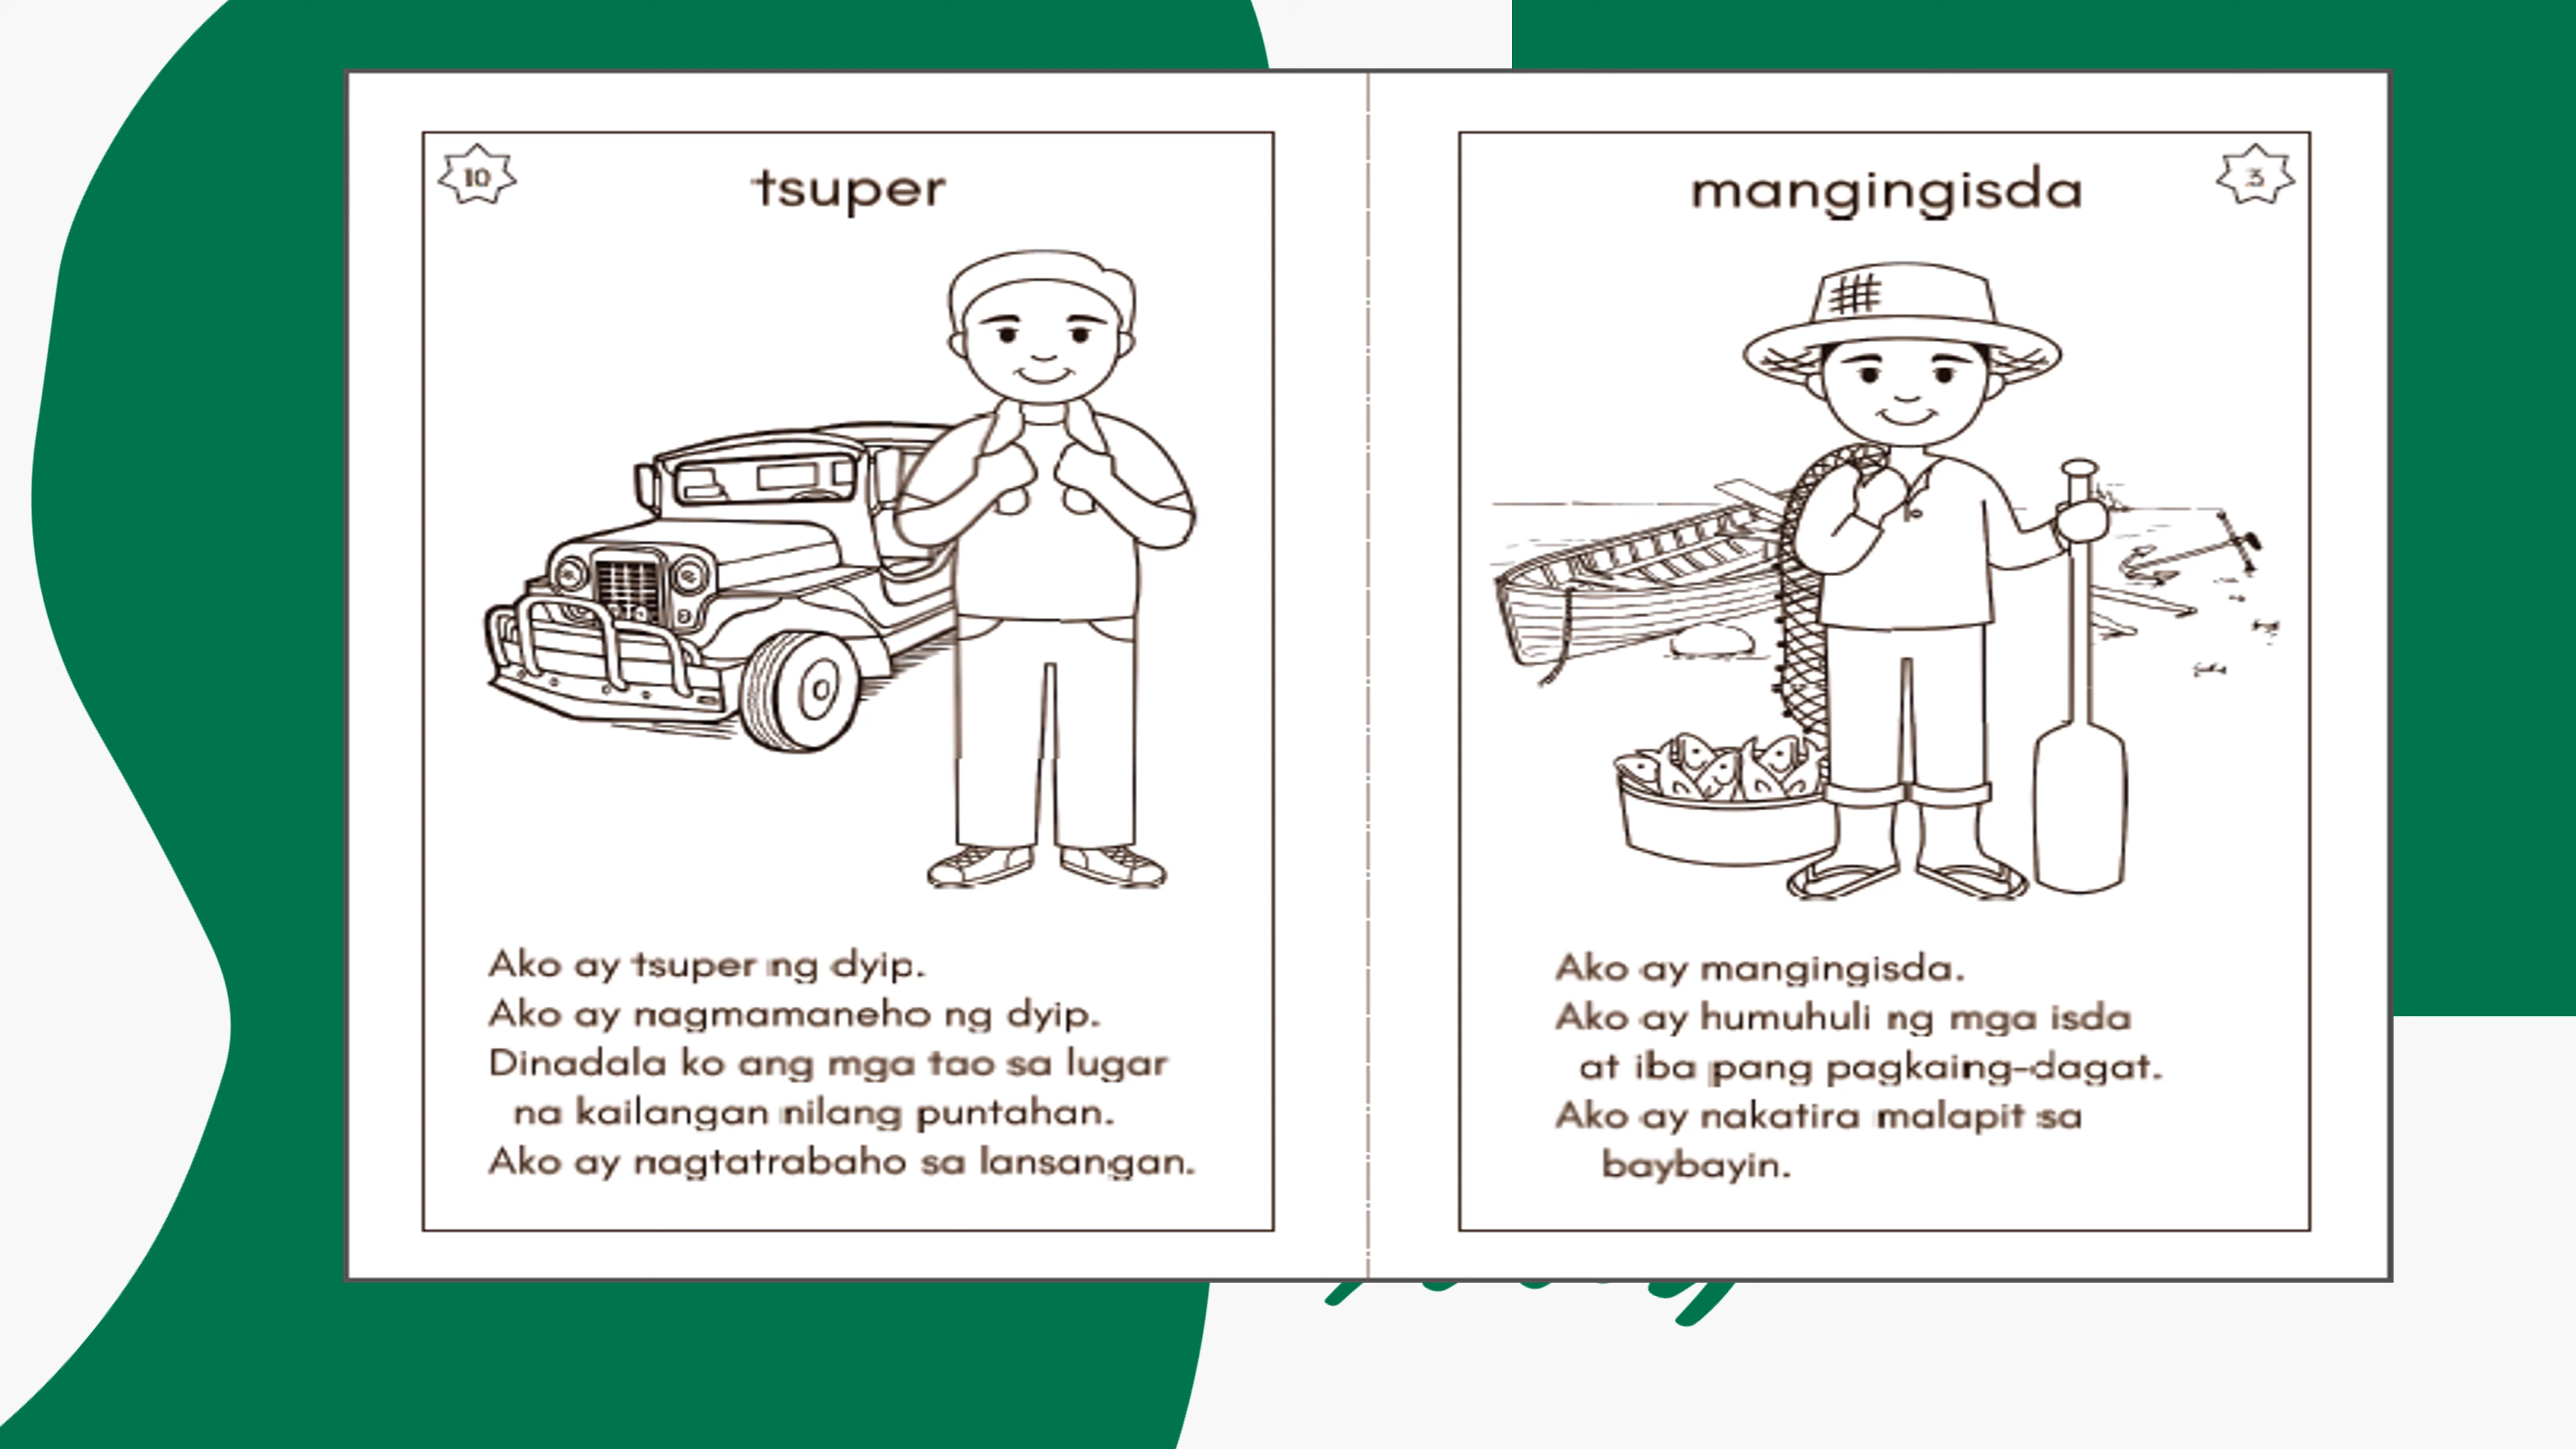 10
tsuper
Ako ay tsuper ng dyip.
Ako ay nagmamaneho ng dyip.
Dinadala ko ang mga tao sa lugar
na kailangan nilang puntahan.
Ako ay nagtatrabaho sa lansangan.
3
mangingisda
Ako ay mangingisda.
Ako ay humuhuli ng mga isda
at iba pang pagkaing-dagat.
Ako ay nakatira malapit sa
baybayin.